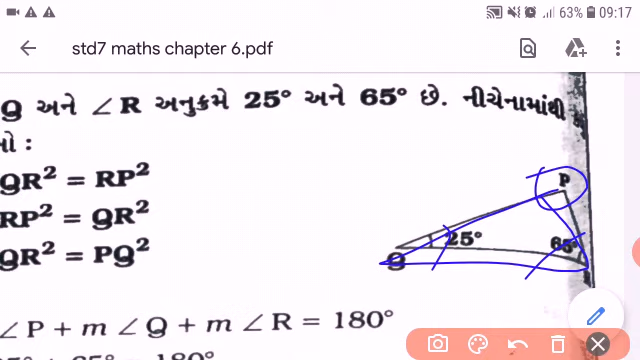 63% 09:17
std7 maths chapter 6.pdf
Q અને ∠R અનુક્રમે 25° અને 65° છે. નીચેનામાંથી
QR² = RP²
RP² = QR²
QR² = PQ²
P
25°
65°
Q
∠P + m ∠Q + m ∠R = 180°